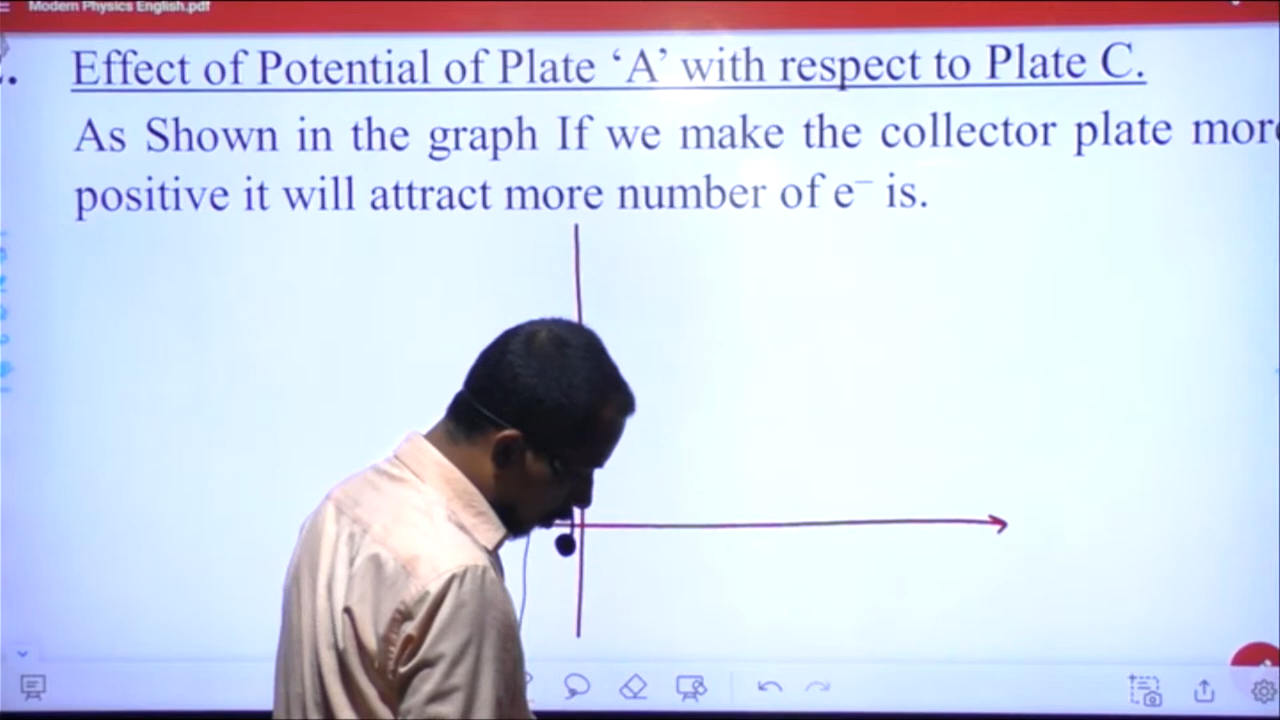 Modern Physics English.pdf
Effect of Potential of Plate ‘A’ with respect to Plate C.
As Shown in the graph If we make the collector plate more
positive it will attract more number of e⁻ is.